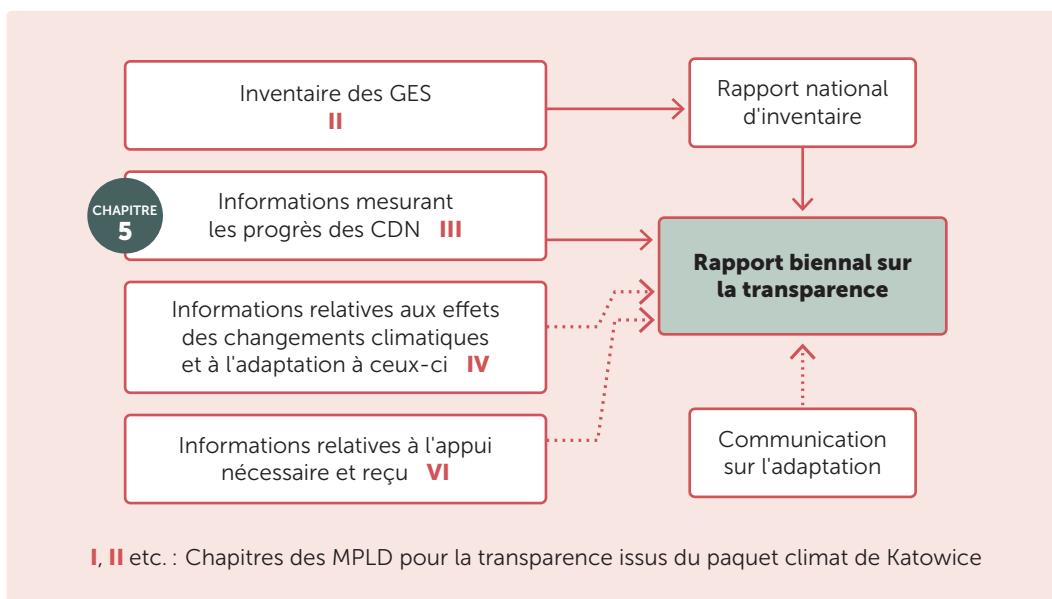 Inventaire des GES
II
Rapport national
d'inventaire
CHAPITRE
5
Informations mesurant
les progrès des CDN III
Rapport biennal sur
la transparence
Informations relatives aux effets
des changements climatiques
et à l'adaptation à ceux-ci IV
Informations relatives à l'appui
nécessaire et reçu VI
Communication
sur l'adaptation
I, II etc. : Chapitres des MPLD pour la transparence issus du paquet climat de Katowice